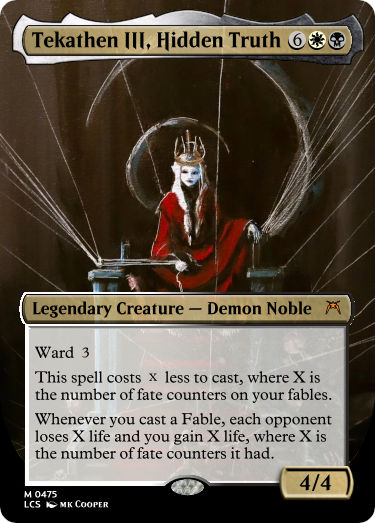 Tekathen III, Hidden Truth 6
Legendary Creature — Demon Noble
Ward 3
This spell costs X less to cast, where X is
the number of fate counters on your fables.
Whenever you cast a Fable, each opponent
loses X life and you gain X life, where X is
the number of fate counters it had.
4/4
M 0475
LCS MK COOPER